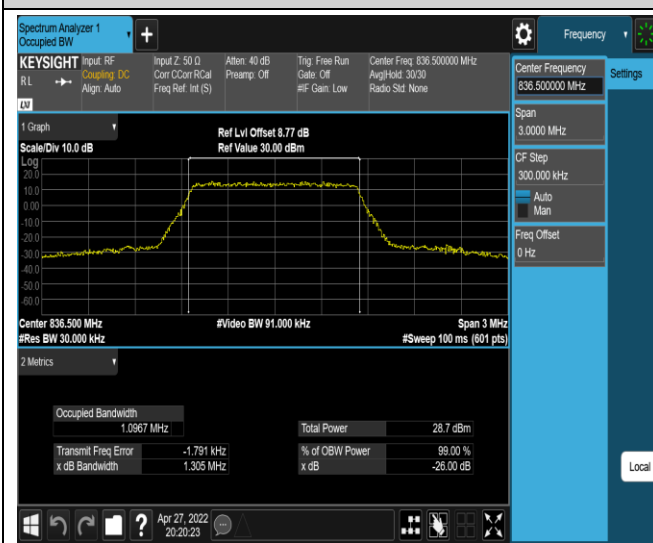 Spectrum Analyzer 1
Occupied BW
+
Frequency
KEYSIGHT
RL
LXI
Input: RF
Coupling: DC
Align: Auto
Input Z: 50 Ω
Corr CCorr RCal
Freq Ref: Int (S)
Atten: 40 dB
Preamp: Off
Trig: Free Run
Gate: Off
#IF Gain: Low
Center Freq: 836.500000 MHz
Avg|Hold: 30/30
Radio Std: None
Center Frequency
836.500000 MHz
Settings
Span
3.0000 MHz
CF Step
300.000 kHz
Auto
Man
Freq Offset
0 Hz
1 Graph
Scale/Div 10.0 dB
Ref Lvl Offset 8.77 dB
Ref Value 30.00 dBm
Log
20.0
10.0
0.00
-10.0
-20.0
-30.0
-40.0
-50.0
-60.0
Center 836.500 MHz
#Video BW 91.000 kHz
Span 3 MHz
#Res BW 30.000 kHz
#Sweep 100 ms (601 pts)
2 Metrics
Occupied Bandwidth
1.0967 MHz
Total Power 28.7 dBm
Transmit Freq Error -1.791 kHz
% of OBW Power 99.00 %
x dB Bandwidth 1.305 MHz
x dB -26.00 dB
Local
?
Apr 27, 2022
20:20:23